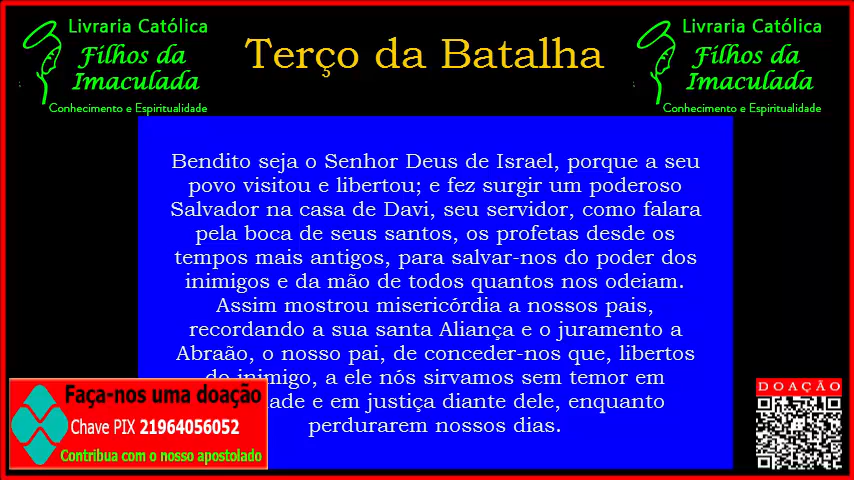 Livraria Católica
Filhos da
Imaculada
Conhecimento e Espiritualidade
Terço da Batalha
Livraria Católica
Filhos da
Imaculada
Conhecimento e Espiritualidade
Bendito seja o Senhor Deus de Israel, porque a seu
povo visitou e libertou; e fez surgir um poderoso
Salvador na casa de Davi, seu servidor, como falara
pela boca de seus santos, os profetas desde os
tempos mais antigos, para salvar-nos do poder dos
inimigos e da mão de todos quantos nos odeiam.
Assim mostrou misericórdia a nossos pais,
recordando a sua santa Aliança e o juramento a
Abraão, o nosso pai, de conceder-nos que, libertos
do inimigo, a ele nós sirvamos sem temor em
e em justiça diante dele, enquanto
perdurarem nossos dias.
Faça-nos uma doação
Chave PIX 21964056052
Contribua com o nosso apostolado
DOAÇÃO